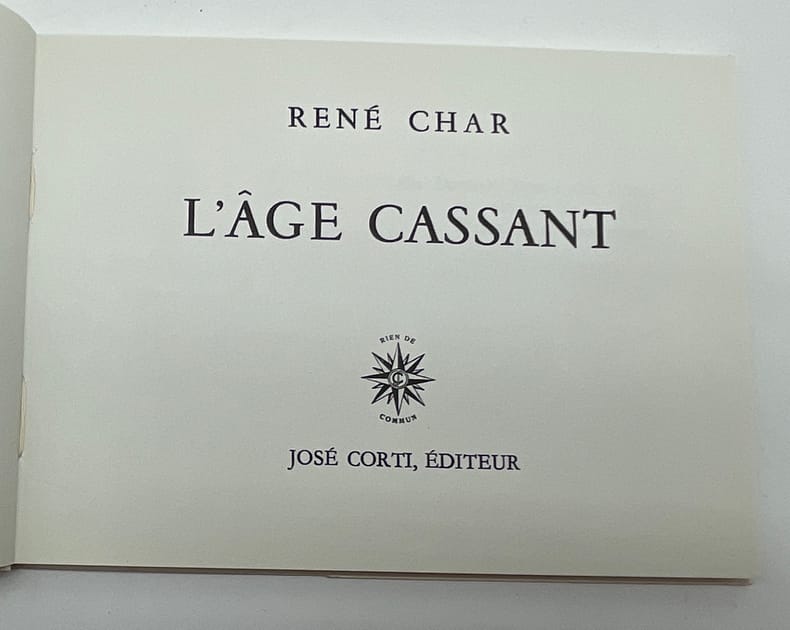 RENÉ CHAR
L'ÂGE CASSANT
RIEN DE
COMMUN
JOSÉ CORTI, ÉDITEUR